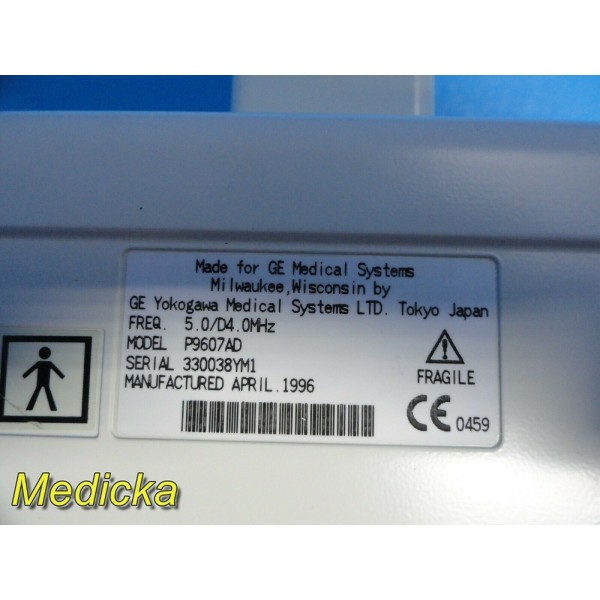 Made for GE Medical Systems
Milwaukee,Wisconsin by
GE Yokogawa Medical Systems LTD. Tokyo Japan
FREQ. 5.0/D4.0MHz
MODEL P9607AD
SERIAL 330038YM1
MANUFACTURED APRIL.1996
FRAGILE
CE 0459
Medicka